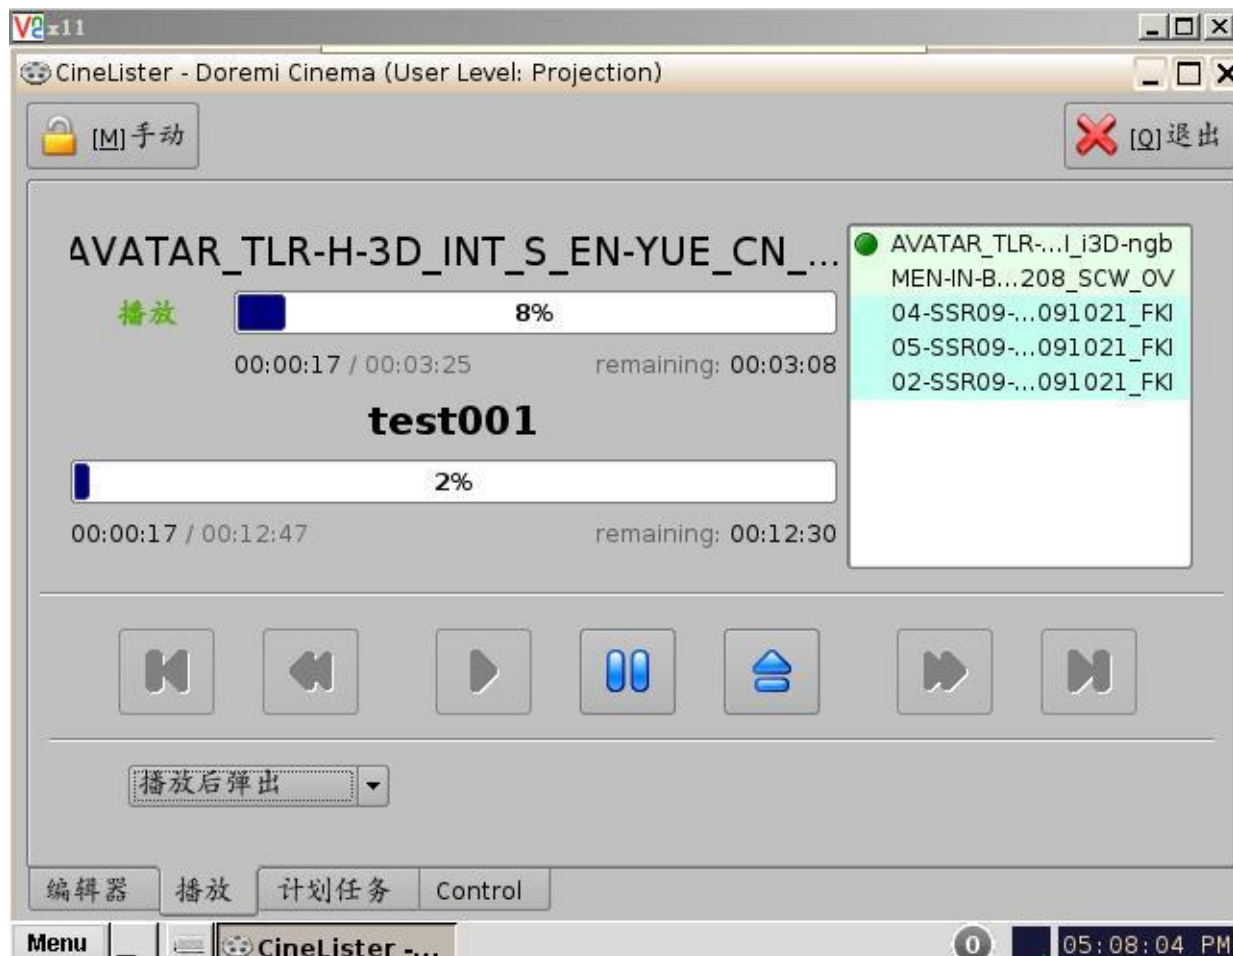 x11
CineLister - Doremi Cinema (User Level: Projection)
[M]手动
[Q]退出
AVATAR_TLR-H-3D_INT_S_EN-YUE_CN_...
播放
8%
00:00:17 / 00:03:25
remaining: 00:03:08
test001
2%
00:00:17 / 00:12:47
remaining: 00:12:30
AVATAR_TLR-...I_i3D-ngb
MEN-IN-B...208_SCW_OV
04-SSR09-...091021_FKI
05-SSR09-...091021_FKI
02-SSR09-...091021_FKI
播放后弹出
编辑器
播放
计划任务
Control
Menu
CineLister -...
0
05:08:04 PM